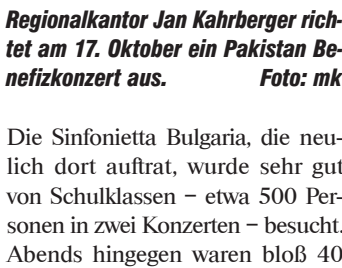 Regionalkantor Jan Kahrberger rich-
tet am 17. Oktober ein Pakistan Be-
nefizkonzert aus. Foto: mk
Die Sinfonietta Bulgaria, die neu-
lich dort auftrat, wurde sehr gut
von Schulklassen – etwa 500 Per-
sonen in zwei Konzerten – besucht.
Abends hingegen waren bloß 40